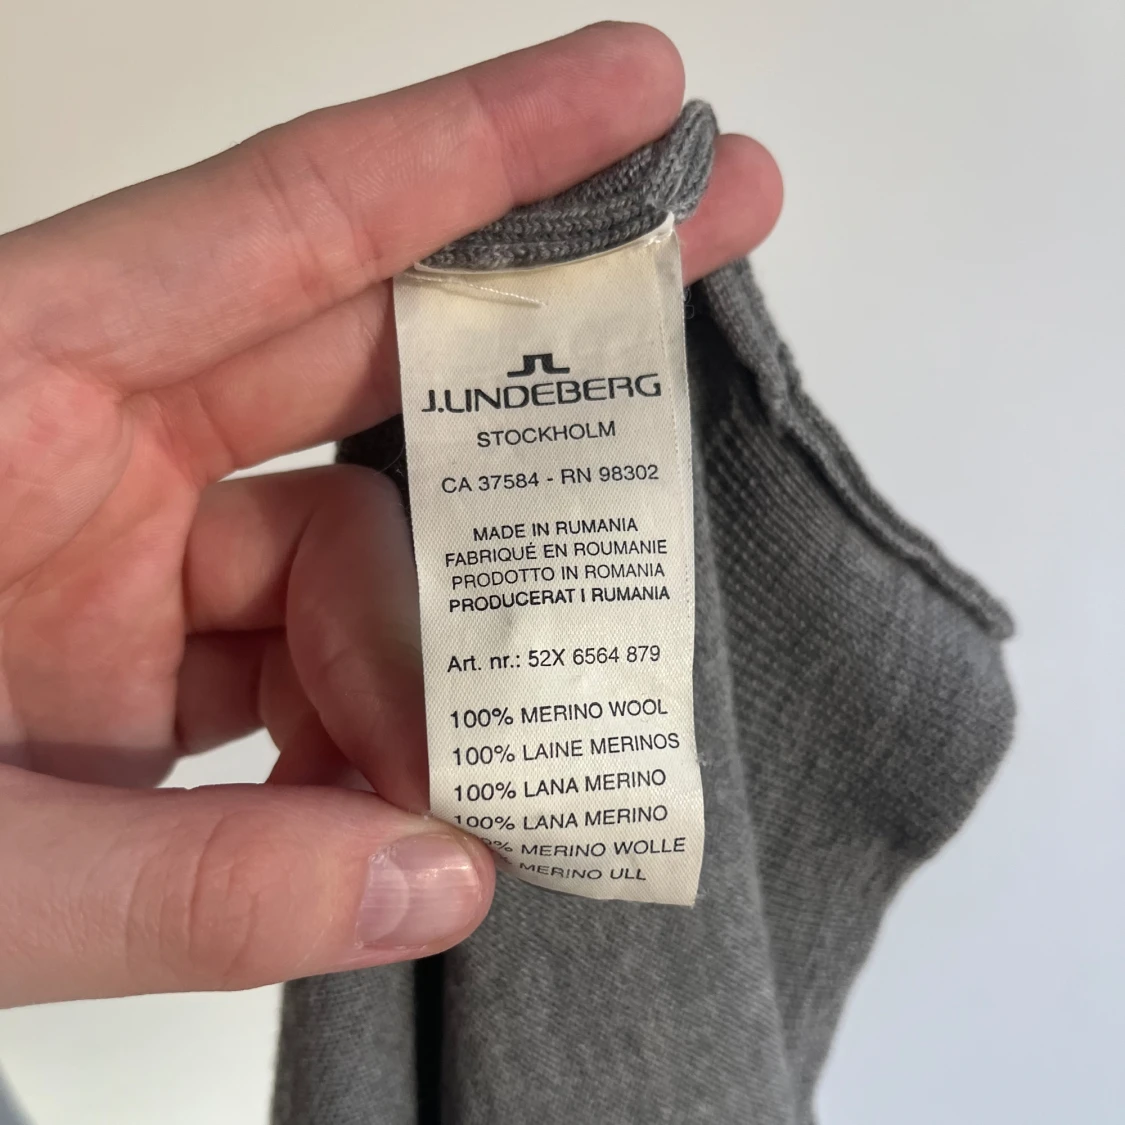 J.LINDEBERG
STOCKHOLM
CA 37584 - RN 98302
MADE IN RUMANIA
FABRIQUÉ EN ROUMANIE
PRODOTTO IN ROMANIA
PRODUCERAT I RUMANIA
Art. nr.: 52X 6564 879
100% MERINO WOOL
100% LAINE MERINOS
100% LANA MERINO
100% LANA MERINO
% MERINO WOLLE
MERINO ULL